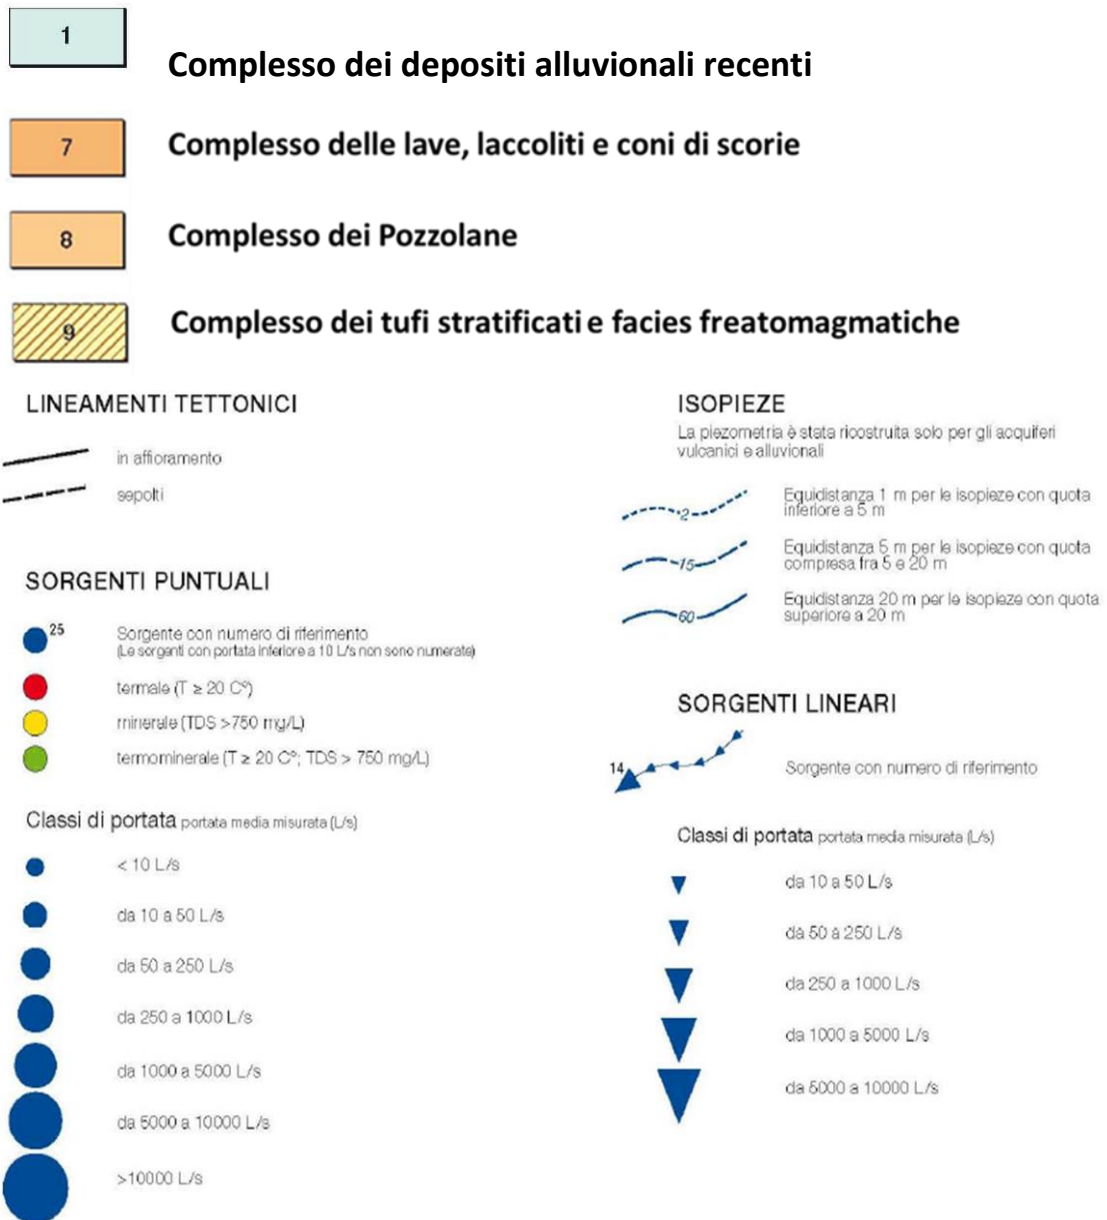 1
Complesso dei depositi alluvionali recenti
7
Complesso delle lave, laccoliti e coni di scorie
8
Complesso dei Pozzolane
9
Complesso dei tufi stratificati e facies freatomagmatiche
LINEAMENTI TETTONICI
in affioramento
sepolti
SORGENTI PUNTUALI
25
Sorgente con numero di riferimento
(Le sorgenti con portata inferiore a 10 L/s non sono numerate)
termale (T ≥ 20 C°)
minerale (TDS >750 mg/L)
termominerale (T ≥ 20 C°; TDS > 750 mg/L)
Classi di portata portata media misurata (L/s)
< 10 L/s
da 10 a 50 L/s
da 50 a 250 L/s
da 250 a 1000 L/s
da 1000 a 5000 L/s
da 5000 a 10000 L/s
>10000 L/s
ISOPIEZE
La piezometria è stata ricostruita solo per gli acquiferi
vulcanici e alluvionali
2
Equidistanza 1 m per le isopieze con quota
inferiore a 5 m
15
Equidistanza 5 m per le isopieze con quota
compresa fra 5 e 20 m
60
Equidistanza 20 m per le isopieze con quota
superiore a 20 m
SORGENTI LINEARI
14
Sorgente con numero di riferimento
Classi di portata portata media misurata (L/s)
da 10 a 50 L/s
da 50 a 250 L/s
da 250 a 1000 L/s
da 1000 a 5000 L/s
da 5000 a 10000 L/s